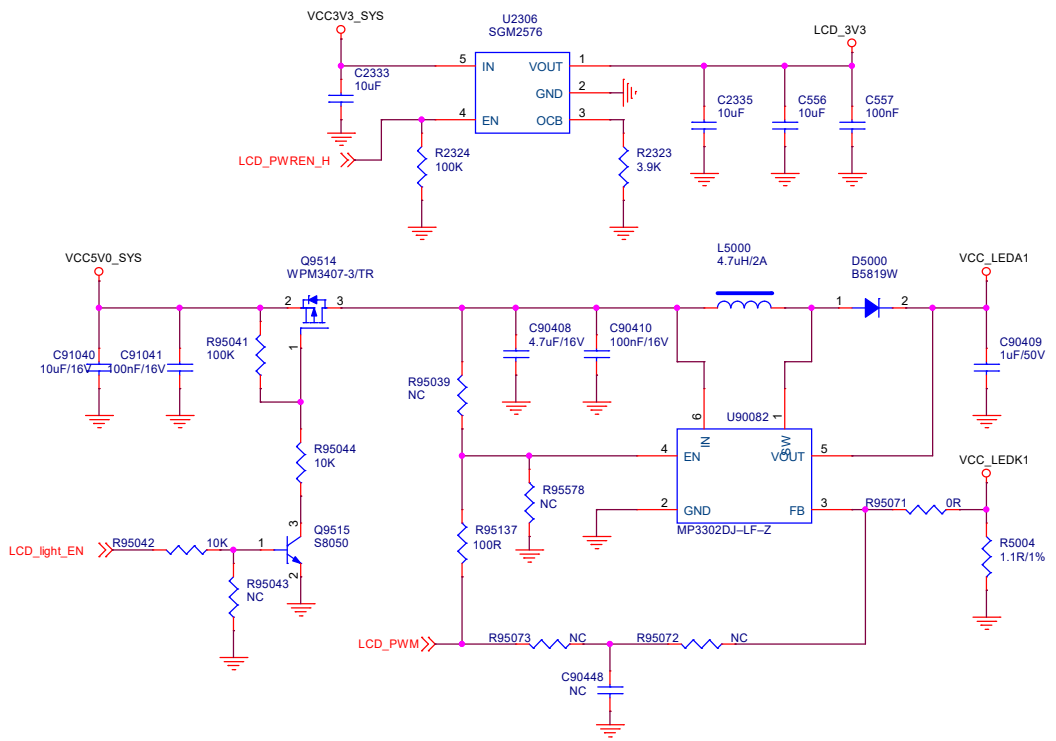 VCC3V3_SYS
U2306
SGM2576
LCD_3V3
5
IN
VOUT
1
C2333
10uF
GND
2
C2335
10uF
C556
10uF
C557
100nF
4
EN
OCB
3
LCD_PWREN_H
R2324
100K
R2323
3.9K
VCC5V0_SYS
Q9514
WPM3407-3/TR
L5000
4.7uH/2A
D5000
B5819W
VCC_LEDA1
2
3
1
2
1
R95041
100K
C91040
10uF/16V
C91041
100nF/16V
C90408
4.7uF/16V
C90410
100nF/16V
C90409
1uF/50V
R95039
NC
U90082
6
IN
1
SW
4
EN
VOUT
5
R95044
10K
VCC_LEDK1
R95578
NC
2
GND
FB
3
R95071
0R
MP3302DJ-LF-Z
R95137
100R
3
Q9515
S8050
LCD_light_EN
R95042
10K
1
2
R5004
1.1R/1%
R95043
NC
LCD_PWM
R95073
NC
R95072
NC
C90448
NC